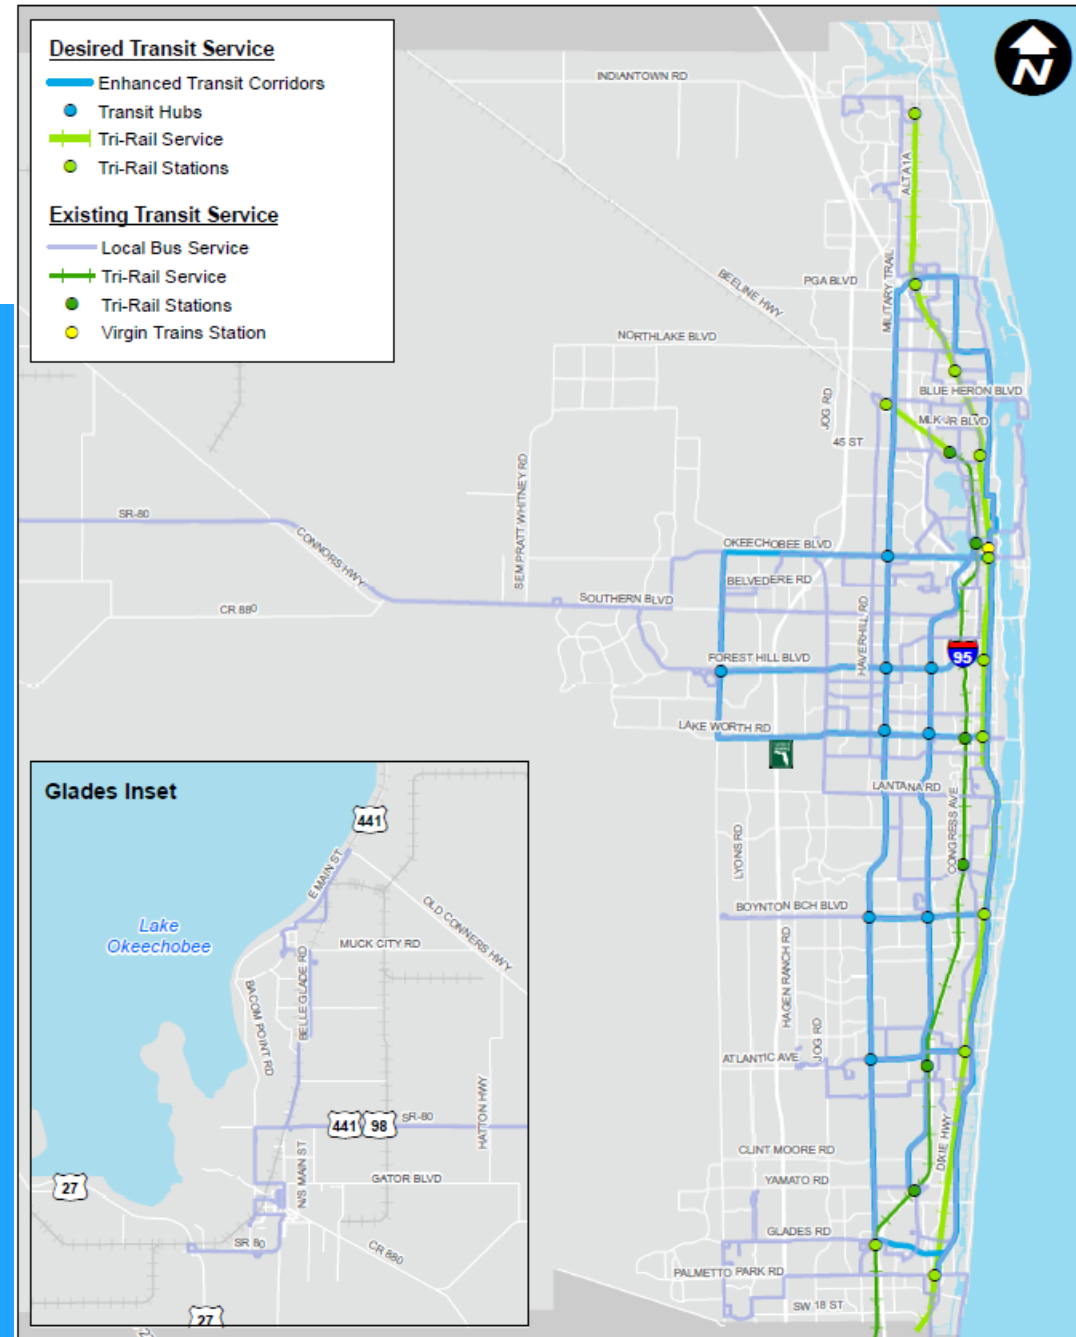 Desired Transit Service
Enhanced Transit Corridors
Transit Hubs
Tri-Rail Service
Tri-Rail Stations
Existing Transit Service
Local Bus Service
Tri-Rail Service
Tri-Rail Stations
Virgin Trains Station
N
INDIANTOWN RD
ALTA1A
MILITARY TRAIL
BEELINE HWY
PGA BLVD
NORTHLAKE BLVD
BLUE HERON BLVD
JOG RD
MLK JR BLVD
45 ST
SEM PRATT WHITNEY RD
SR-80
CONNORS HWY
OKEECHOBEE BLVD
BELVEDERE RD
SOUTHERN BLVD
CR 880
HAVERHILL RD
95
FOREST HILL BLVD
LAKE WORTH RD
LANTANA RD
CONGRESS AVE
LYONS RD
BOYNTON BCH BLVD
HAGEN RANCH RD
JOG RD
ATLANTIC AVE
DIXIE HWY
CLINT MOORE RD
YAMATO RD
GLADES RD
PALMETTO PARK RD
SW 18 ST
Glades Inset
441
E MAIN ST
OLD CONNERS HWY
Lake
Okeechobee
MUCK CITY RD
BELLE GLADE RD
BACOM POINT RD
HATTON HWY
441 98 SR-80
N/S MAIN ST
GATOR BLVD
27
SR 80
CR 880
27